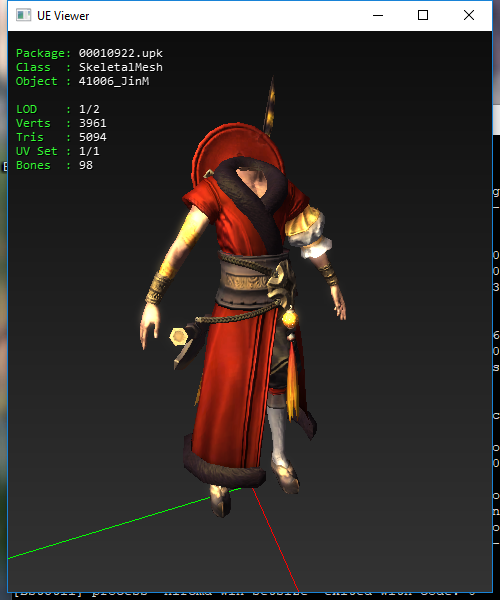 UE Viewer
Package: 00010922.upk
Class : SkeletalMesh
Object : 41006_JinM
LOD : 1/2
Verts : 3961
Tris : 5094
UV Set : 1/1
Bones : 98